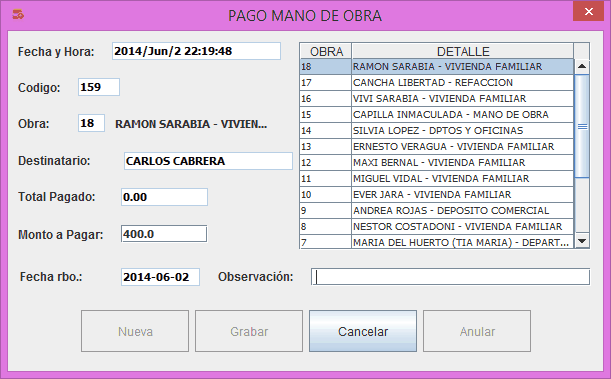 PAGO MANO DE OBRA
Fecha y Hora: 2014/Jun/2 22:19:48
Codigo: 159
Obra: 18 RAMON SARABIA - VIVIEN...
Destinatario: CARLOS CABRERA
Total Pagado: 0.00
Monto a Pagar: 400.0
OBRA DETALLE
18 RAMON SARABIA - VIVIENDA FAMILIAR
17 CANCHA LIBERTAD - REFACCION
16 VIVI SARABIA - VIVIENDA FAMILIAR
15 CAPILLA INMACULADA - MANO DE OBRA
14 SILVIA LOPEZ - DPTOS Y OFICINAS
13 ERNESTO VERAGUA - VIVIENDA FAMILIAR
12 MAXI BERNAL - VIVIENDA FAMILIAR
11 MIGUEL VIDAL - VIVIENDA FAMILIAR
10 EVER JARA - VIVIENDA FAMILIAR
9 ANDREA ROJAS - DEPOSITO COMERCIAL
8 NESTOR COSTADONI - VIVIENDA FAMILIAR
7 MARIA DEL HUERTO (TIA MARIA) - DEPART...
Fecha rbo.: 2014-06-02 Observación:
Nueva Grabar Cancelar Anular